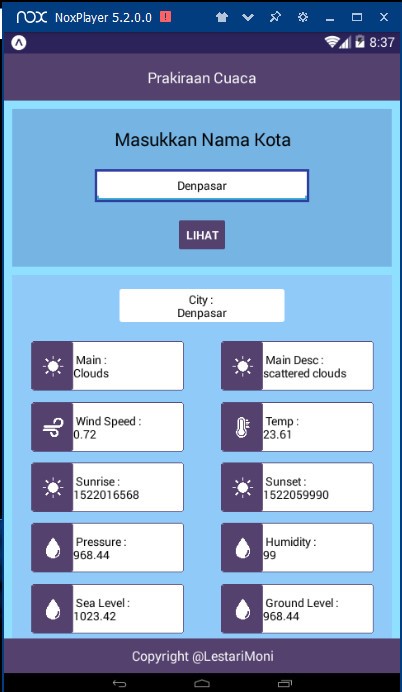 nox NoxPlayer 5.2.0.0
8:37
Prakiraan Cuaca
Masukkan Nama Kota
Denpasar
LIHAT
City :
Denpasar
Main :
Clouds
Main Desc :
scattered clouds
Wind Speed :
0.72
Temp :
23.61
Sunrise :
1522016568
Sunset :
1522059990
Pressure :
968.44
Humidity :
99
Sea Level :
1023.42
Ground Level :
968.44
Copyright @LestariMoni